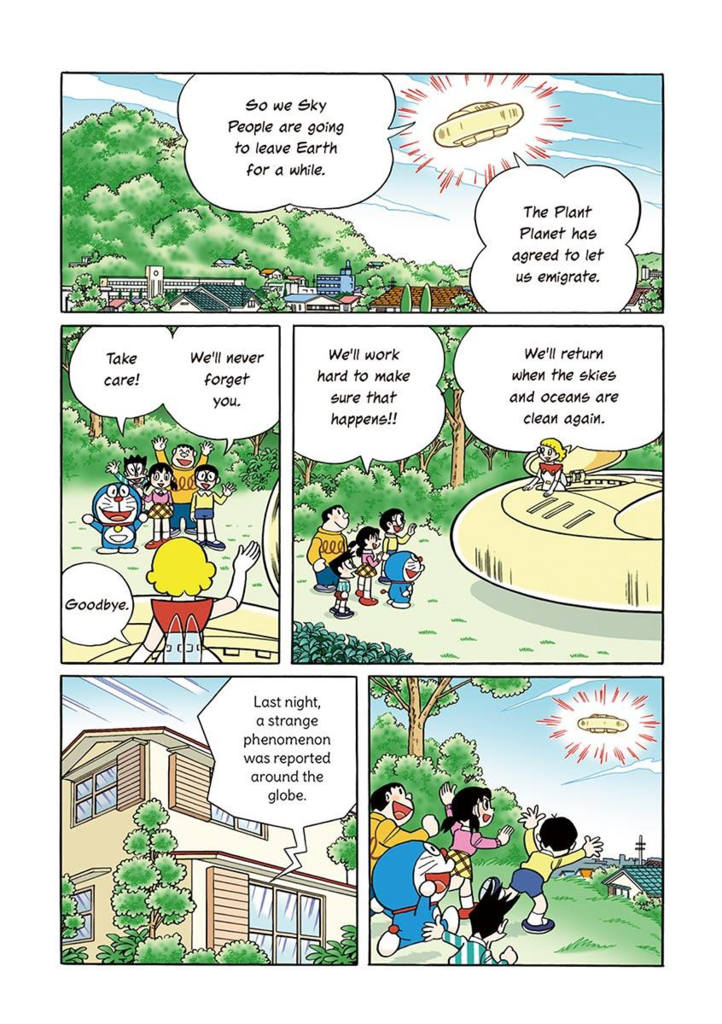 The Plant
Planet has
agreed to let
us emigrate.
So we Sky
People are going
to leave Earth
for a while.
We'll return
when the skies
and oceans are
clean again.
We'll work
hard to make
sure that
happens!!
We'll never
forget
you.
Take
care!
Goodbye.
Last night,
a strange
phenomenon
was reported
around the
globe.